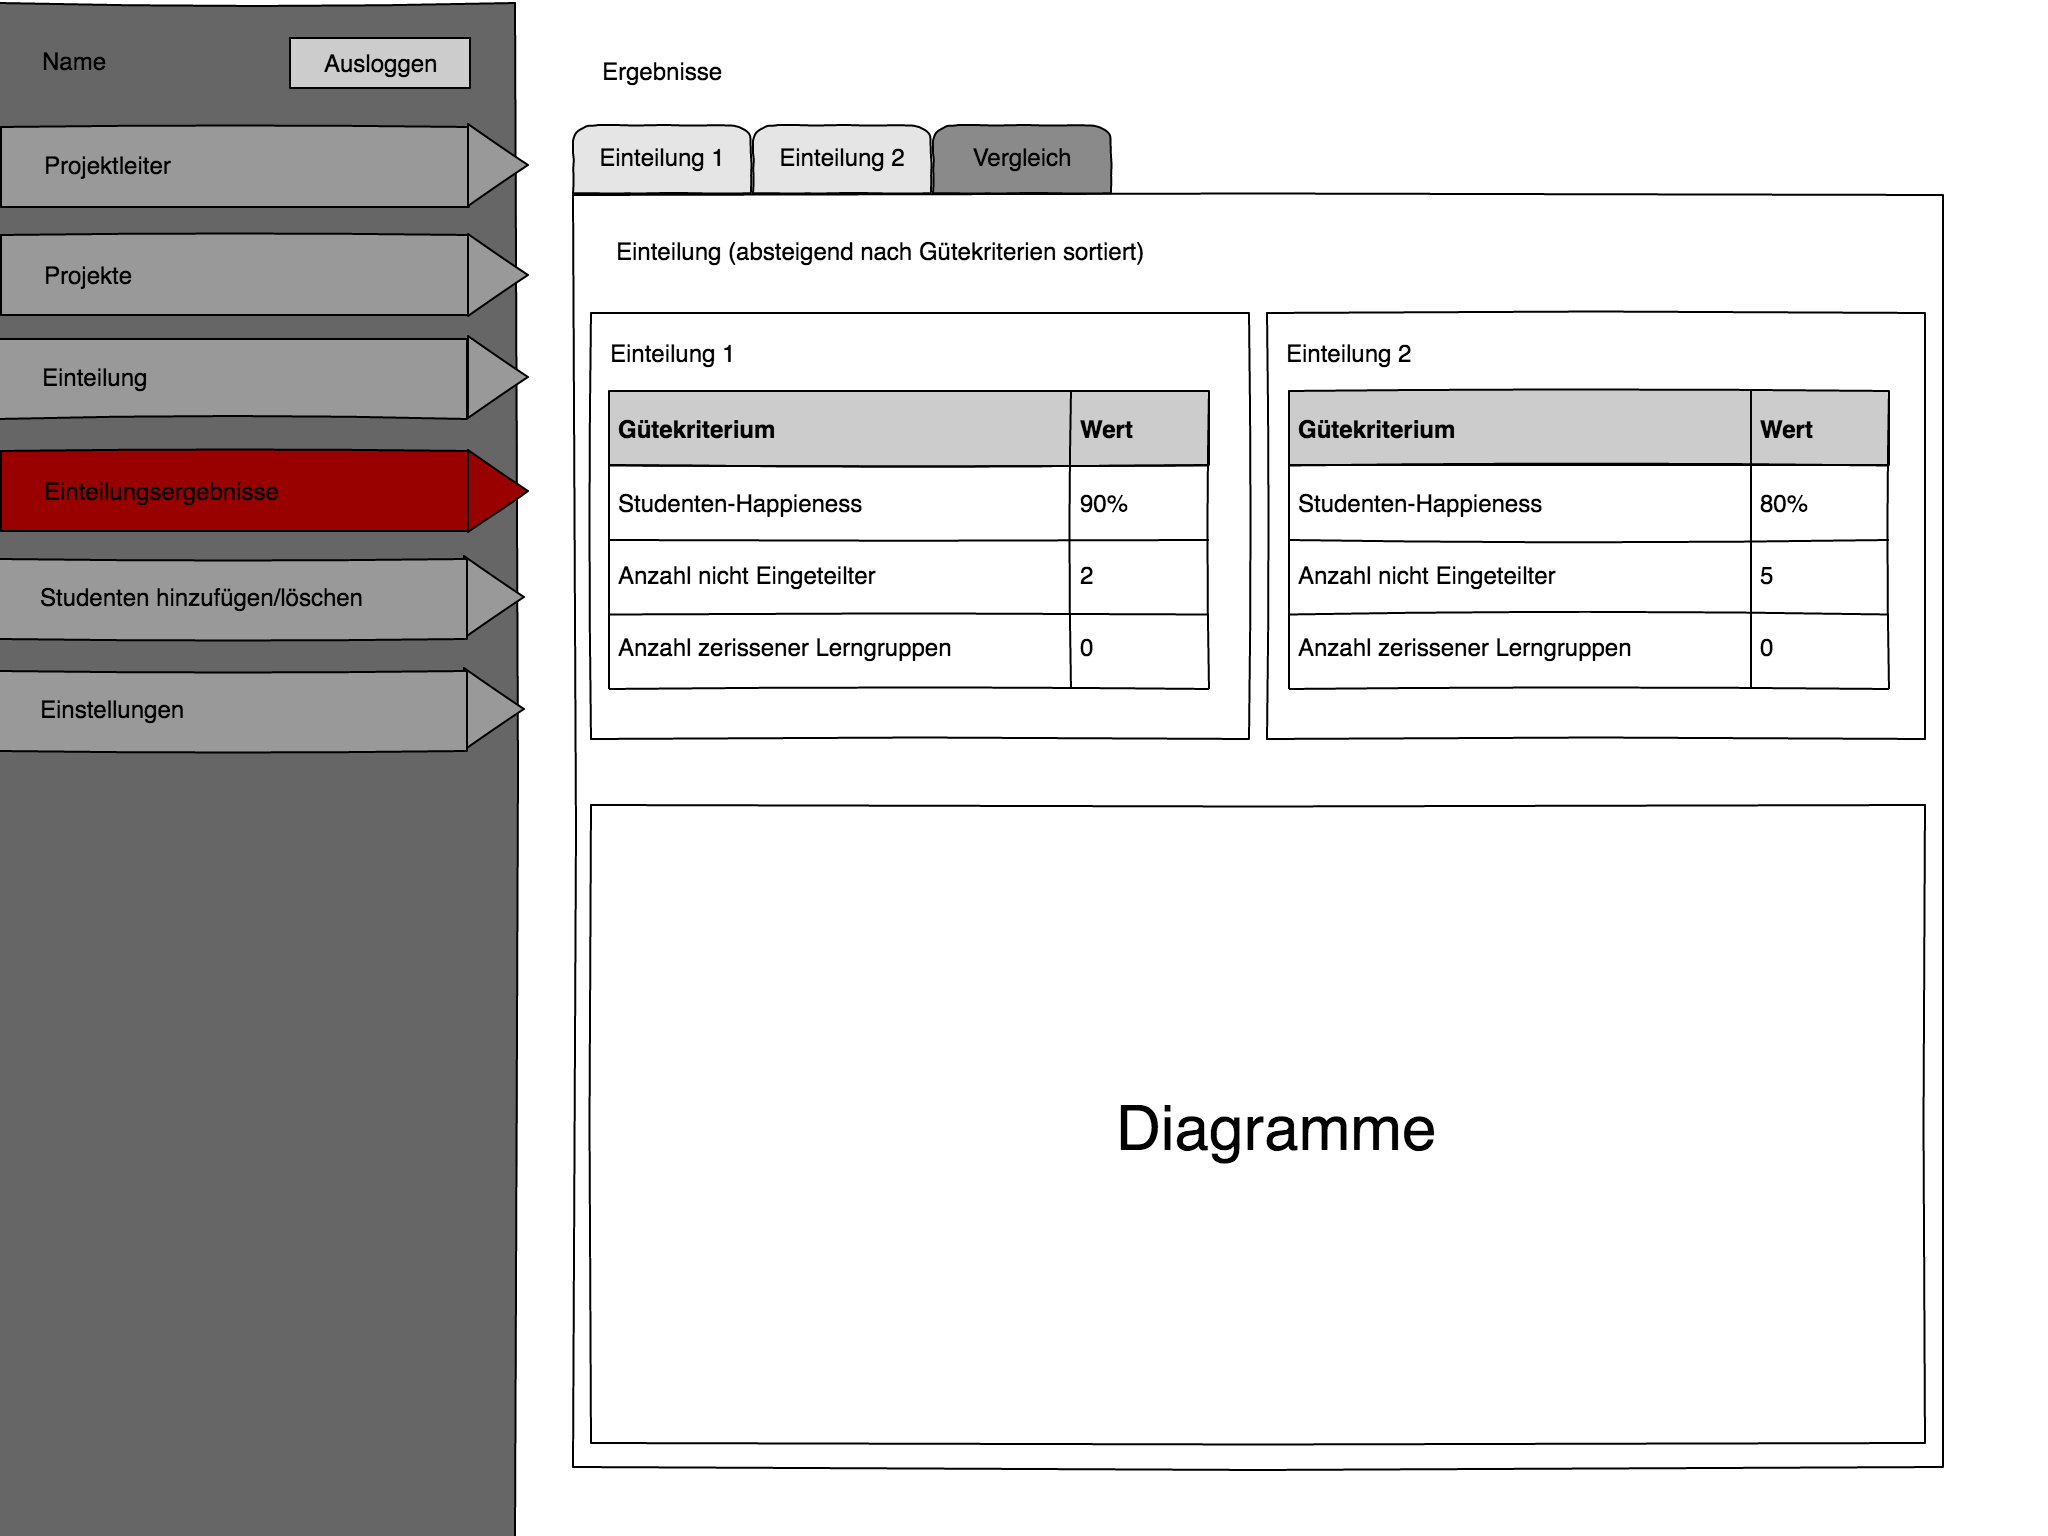 Name
Ausloggen
Projektleiter
Projekte
Einteilung
Einteilungsergebnisse
Studenten hinzufügen/löschen
Einstellungen
Ergebnisse
Einteilung 1
Einteilung 2
Vergleich
Einteilung (absteigend nach Gütekriterien sortiert)
Einteilung 1
Gütekriterium Wert
Studenten-Happieness 90%
Anzahl nicht Eingeteilter 2
Anzahl zerissener Lerngruppen 0
Einteilung 2
Gütekriterium Wert
Studenten-Happieness 80%
Anzahl nicht Eingeteilter 5
Anzahl zerissener Lerngruppen 0
Diagramme